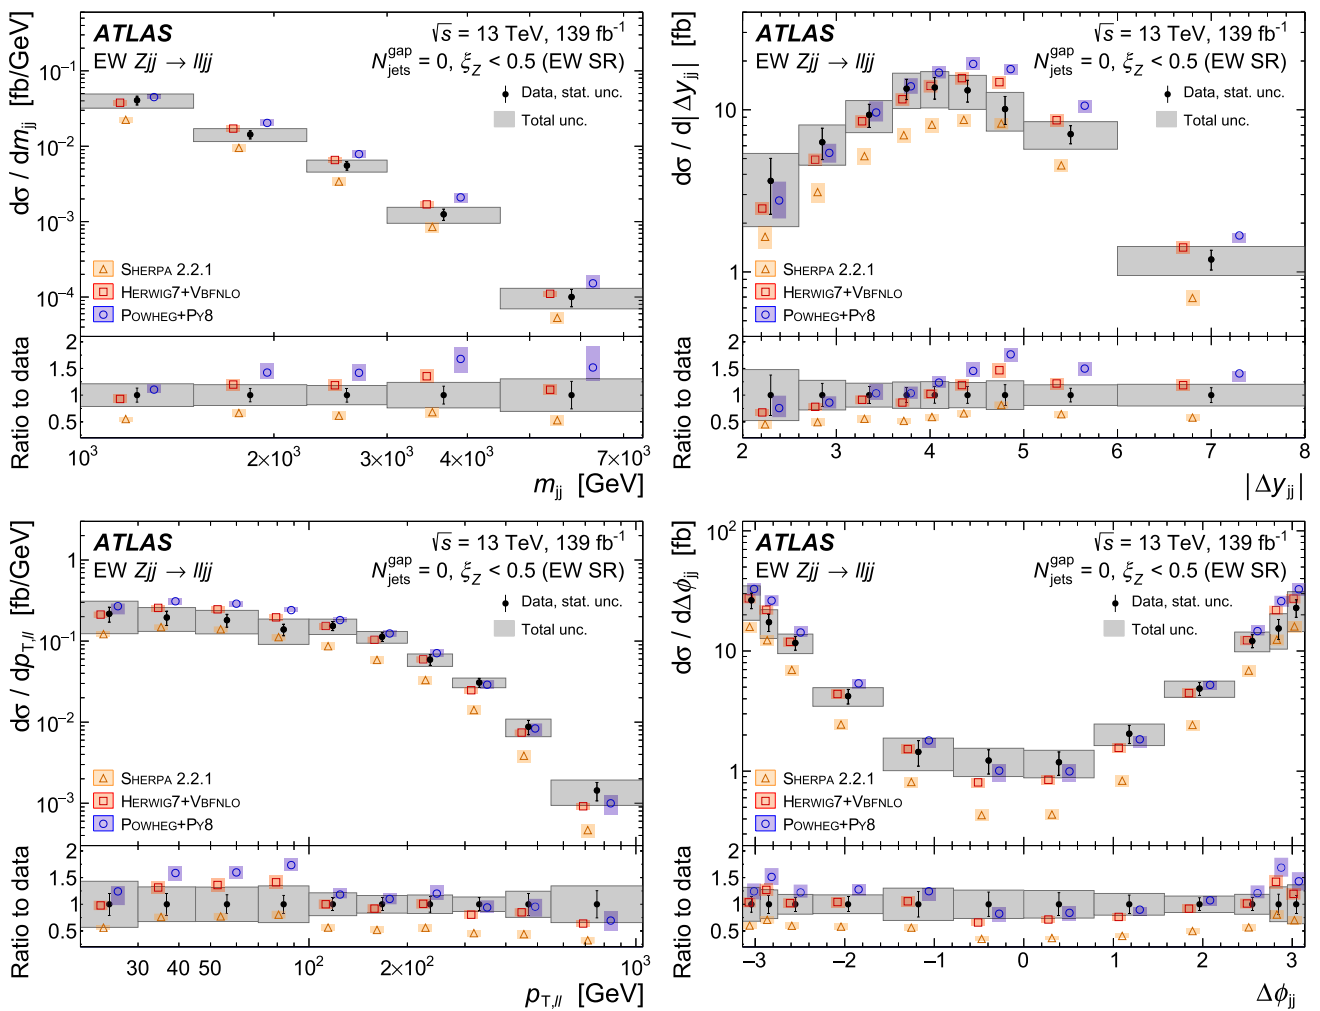 ATLAS
√s = 13 TeV, 139 fb⁻¹
EW Zjj → lljj
N^gap_jets = 0, ξ_Z < 0.5 (EW SR)
Data, stat. unc.
Total unc.
SHERPA 2.2.1
HERWIG7+VBFNLO
POWHEG+PY8
dσ / dm_jj [fb/GeV]
10⁻¹
10⁻²
10⁻³
10⁻⁴
Ratio to data
2
1.5
1
0.5
10³ 2×10³ 3×10³ 4×10³ 7×10³
m_jj [GeV]
ATLAS
√s = 13 TeV, 139 fb⁻¹
EW Zjj → lljj
N^gap_jets = 0, ξ_Z < 0.5 (EW SR)
Data, stat. unc.
Total unc.
SHERPA 2.2.1
HERWIG7+VBFNLO
POWHEG+PY8
dσ / d|Δy_jj| [fb]
10
1
Ratio to data
2
1.5
1
0.5
2 3 4 5 6 7 8
|Δy_jj|
ATLAS
√s = 13 TeV, 139 fb⁻¹
EW Zjj → lljj
N^gap_jets = 0, ξ_Z < 0.5 (EW SR)
Data, stat. unc.
Total unc.
SHERPA 2.2.1
HERWIG7+VBFNLO
POWHEG+PY8
dσ / dp_T,ll [fb/GeV]
1
10⁻¹
10⁻²
10⁻³
Ratio to data
2
1.5
1
0.5
30 40 50 10² 2×10² 10³
p_T,ll [GeV]
ATLAS
√s = 13 TeV, 139 fb⁻¹
EW Zjj → lljj
N^gap_jets = 0, ξ_Z < 0.5 (EW SR)
Data, stat. unc.
Total unc.
SHERPA 2.2.1
HERWIG7+VBFNLO
POWHEG+PY8
dσ / dΔϕ_jj [fb]
10²
10
1
Ratio to data
2
1.5
1
0.5
−3 −2 −1 0 1 2 3
Δϕ_jj